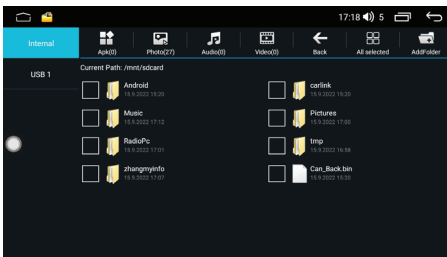 17:18 5
Internal
Apk(0) Photo(27) Audio(0) Video(0) Back All selected AddFolder
USB 1
Current Path: /mnt/sdcard
Android
15.9.2022 15:20
carlink
15.9.2022 15:20
Music
15.9.2022 17:12
Pictures
15.9.2022 17:00
RadioPc
15.9.2022 17:01
tmp
15.9.2022 16:58
zhangmyinfo
15.9.2022 17:07
Can_Back.bin
15.9.2022 15:20